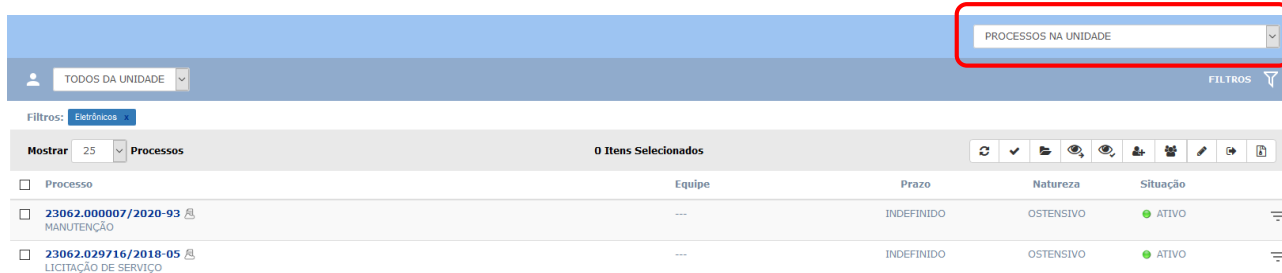 PROCESSOS NA UNIDADE
TODOS DA UNIDADE
FILTROS
Filtros: Eletrônicos x
Mostrar 25 Processos 0 Itens Selecionados
Processo Equipe Prazo Natureza Situação
23062.000007/2020-93 --- INDEFINIDO OSTENSIVO ATIVO
MANUTENÇÃO
23062.029716/2018-05 --- INDEFINIDO OSTENSIVO ATIVO
LICITAÇÃO DE SERVIÇO